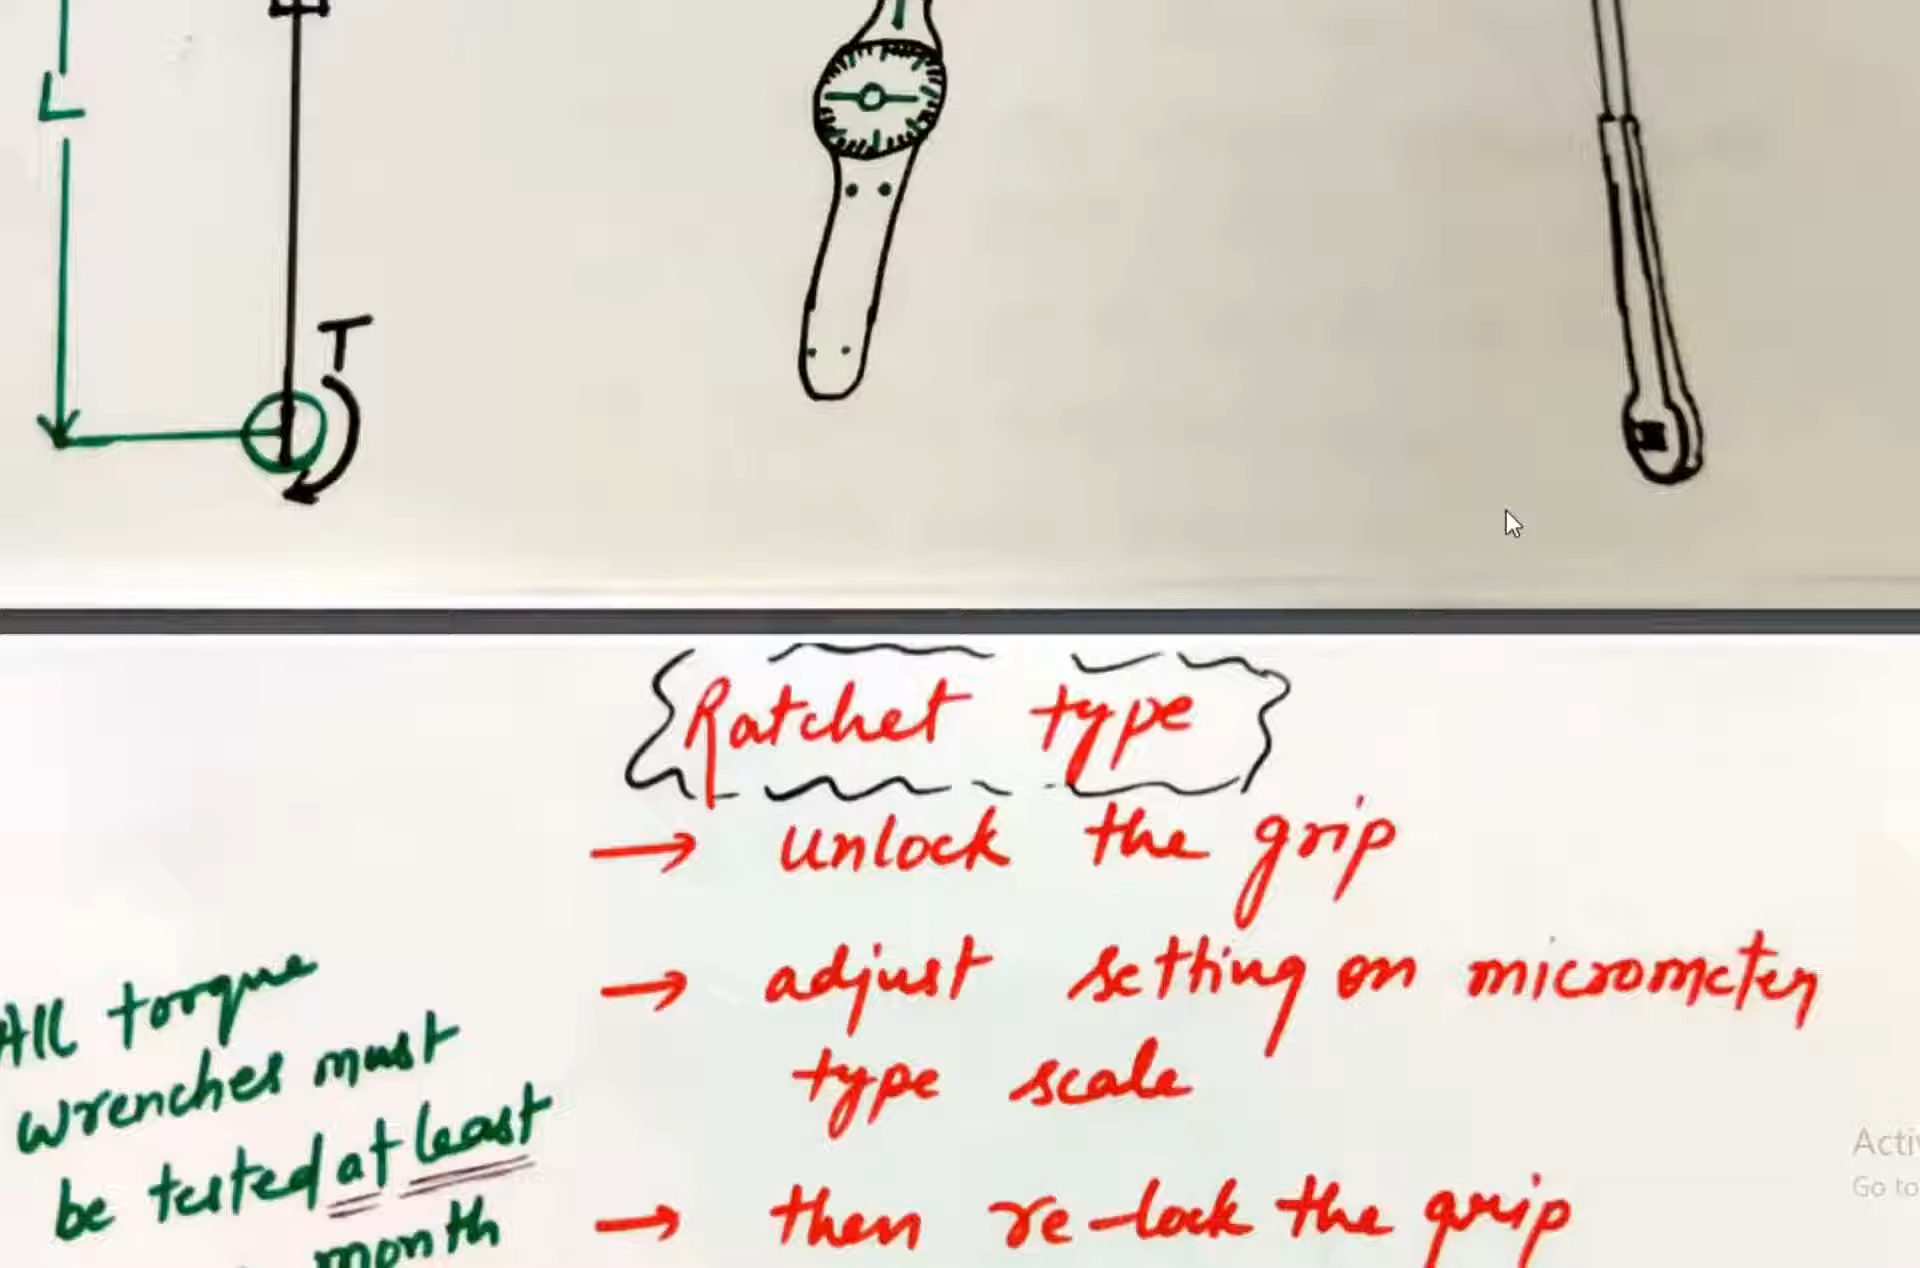 L
T
Ratchet type
→ unlock the grip
→ adjust setting on micrometer
type scale
→ then re-lock the grip
All torque
wrenches must
be tested at least
month
Acti
Go to